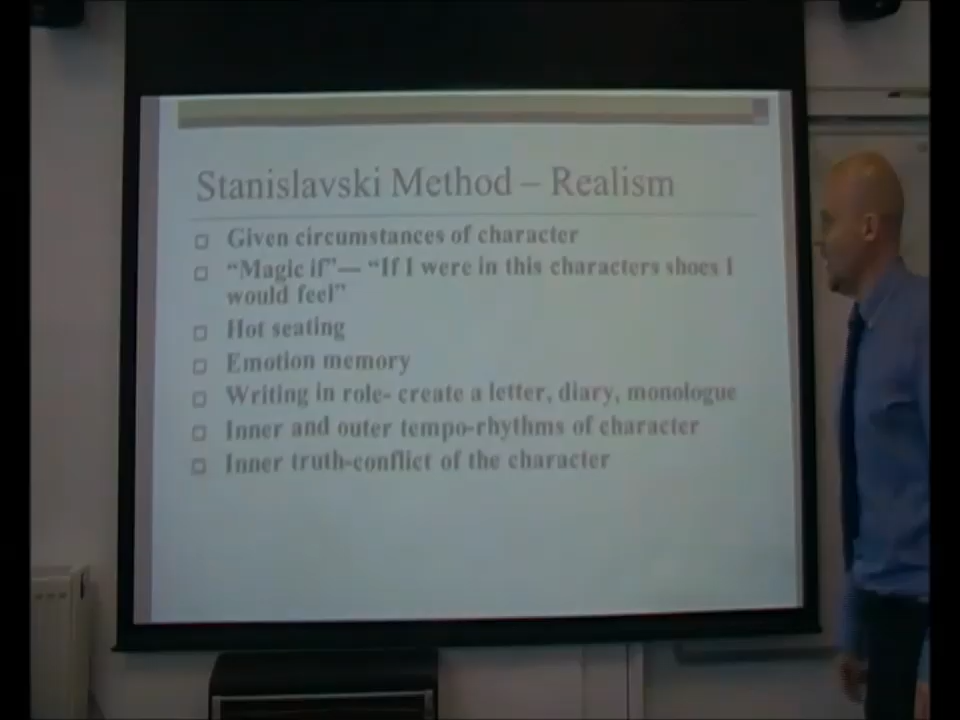 Stanislavski Method – Realism
Given circumstances of character
“Magic if”— “If I were in this characters shoes I
would feel”
Hot seating
Emotion memory
Writing in role- create a letter, diary, monologue
Inner and outer tempo-rhythms of character
Inner truth-conflict of the character